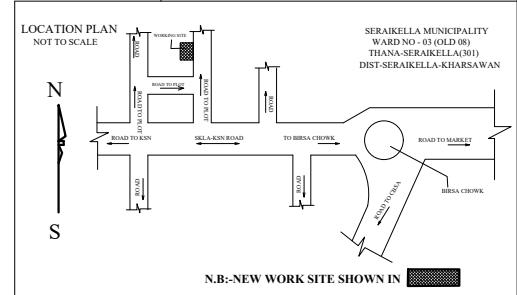 LOCATION PLAN
NOT TO SCALE
SERAIKELLA MUNICIPALITY
WARD NO - 03 (OLD 08)
THANA-SERAIKELLA(301)
DIST-SERAIKELLA-KHARSAWAN
WORKING SITE
ROAD
ROAD
ROAD TO PLOT
ROAD TO PLOT
ROAD TO PLOT
ROAD
N
S
ROAD TO KSN
SKLA-KSN ROAD
TO BIRSA CHOWK
ROAD TO MARKET
BIRSA CHOWK
ROAD
ROAD
ROAD TO CBSA
N.B:-NEW WORK SITE SHOWN IN